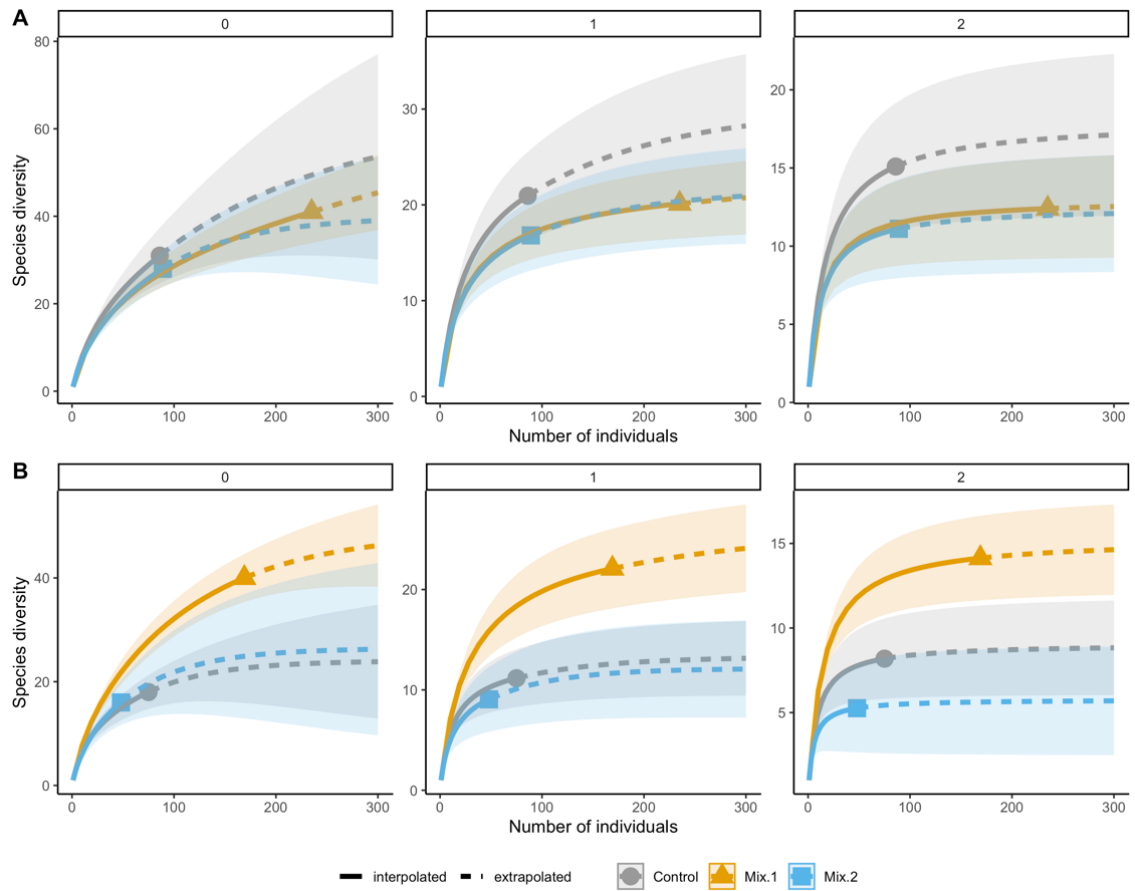 A
0 1 2
80
60
40
20
0
30
20
10
0
20
15
10
5
0
Species diversity
0 100 200 300 0 100 200 300 0 100 200 300
Number of individuals
B
0 1 2
40
20
0
20
10
0
15
10
5
Species diversity
0 100 200 300 0 100 200 300 0 100 200 300
Number of individuals
interpolated extrapolated Control Mix.1 Mix.2